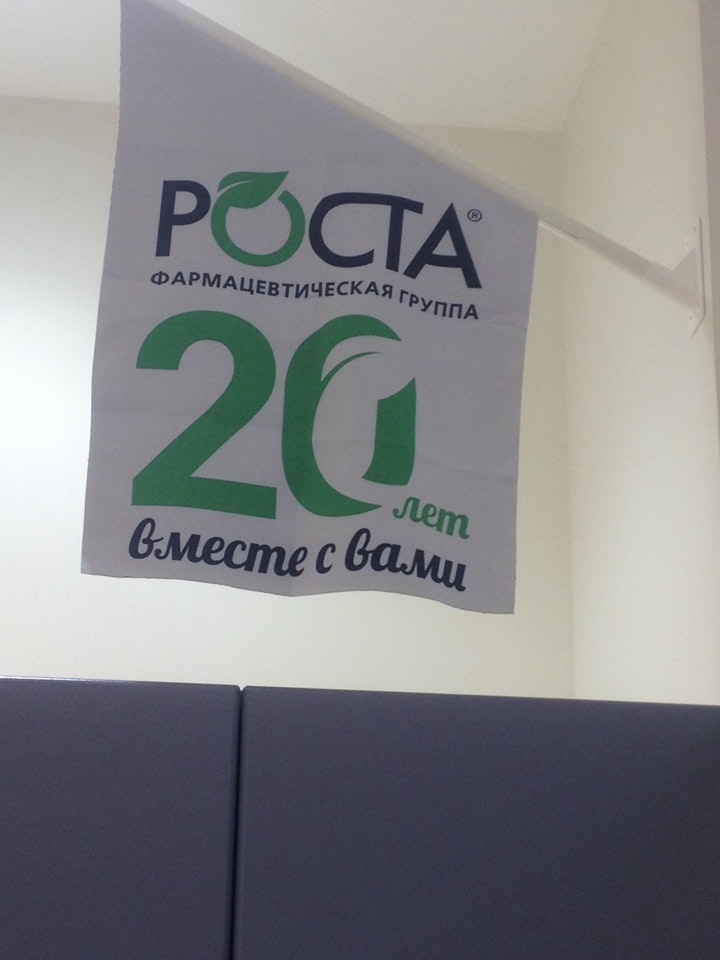 РОСТА®
ФАРМАЦЕВТИЧЕСКАЯ ГРУППА
20 лет
вместе с вами